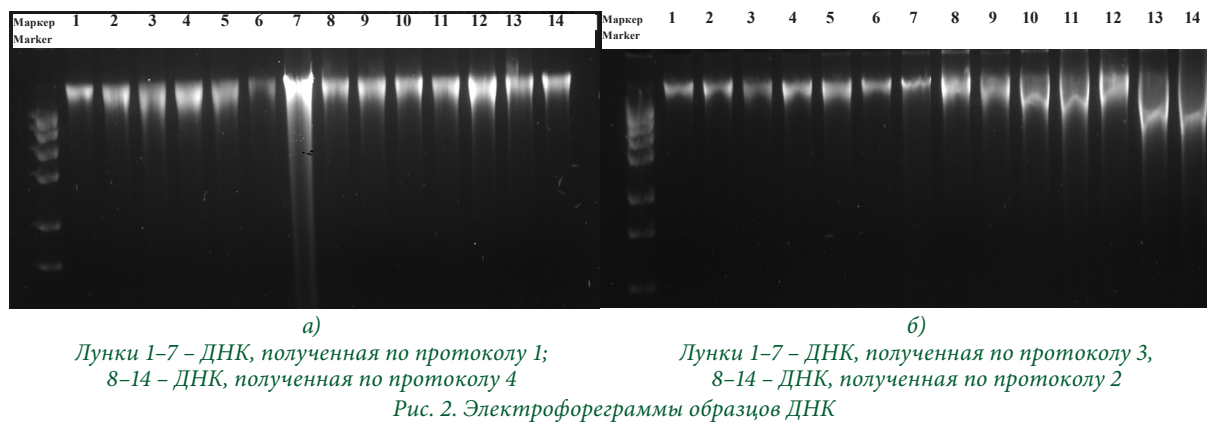 Маркер 1 2 3 4 5 6 7 8 9 10 11 12 13 14
Marker
Маркер 1 2 3 4 5 6 7 8 9 10 11 12 13 14
Marker
а)
Лунки 1–7 – ДНК, полученная по протоколу 1;
8–14 – ДНК, полученная по протоколу 4
б)
Лунки 1–7 – ДНК, полученная по протоколу 3,
8–14 – ДНК, полученная по протоколу 2
Рис. 2. Электрофореграммы образцов ДНК